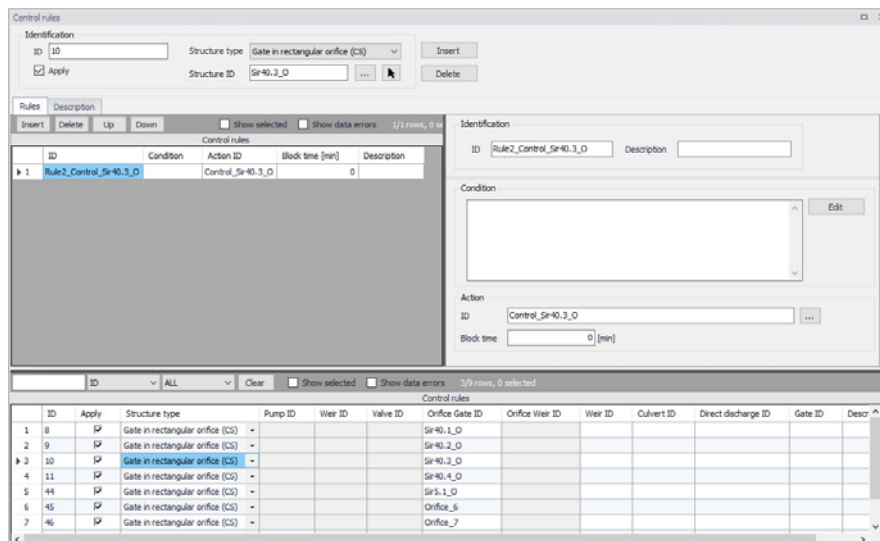 Control rules
Identification
ID 10 Structure type Gate in rectangular orifice (CS) Insert
Apply Structure ID Sir40.3_O ... Delete
Rules Description
Insert Delete Up Down Show selected Show data errors 1/1 rows, 0 se
Control rules
ID Condition Action ID Block time [min] Description
1 Rule2_Control_Sir40.3_O Control_Sir40.3_O 0
Identification
ID Rule2_Control_Sir40.3_O Description
Condition
Edit
Action
ID Control_Sir40.3_O ...
Block time 0 [min]
ID ALL Clear Show selected Show data errors 3/9 rows, 0 selected
Control rules
ID Apply Structure type Pump ID Weir ID Valve ID Orifice Gate ID Orifice Weir ID Weir ID Culvert ID Direct discharge ID Gate ID Descr
1 8 Gate in rectangular orifice (CS) Sir40.1_O
2 9 Gate in rectangular orifice (CS) Sir40.2_O
3 10 Gate in rectangular orifice (CS) Sir40.3_O
4 11 Gate in rectangular orifice (CS) Sir40.4_O
5 44 Gate in rectangular orifice (CS) Sir5.1_O
6 45 Gate in rectangular orifice (CS) Orifice_6
7 46 Gate in rectangular orifice (CS) Orifice_7